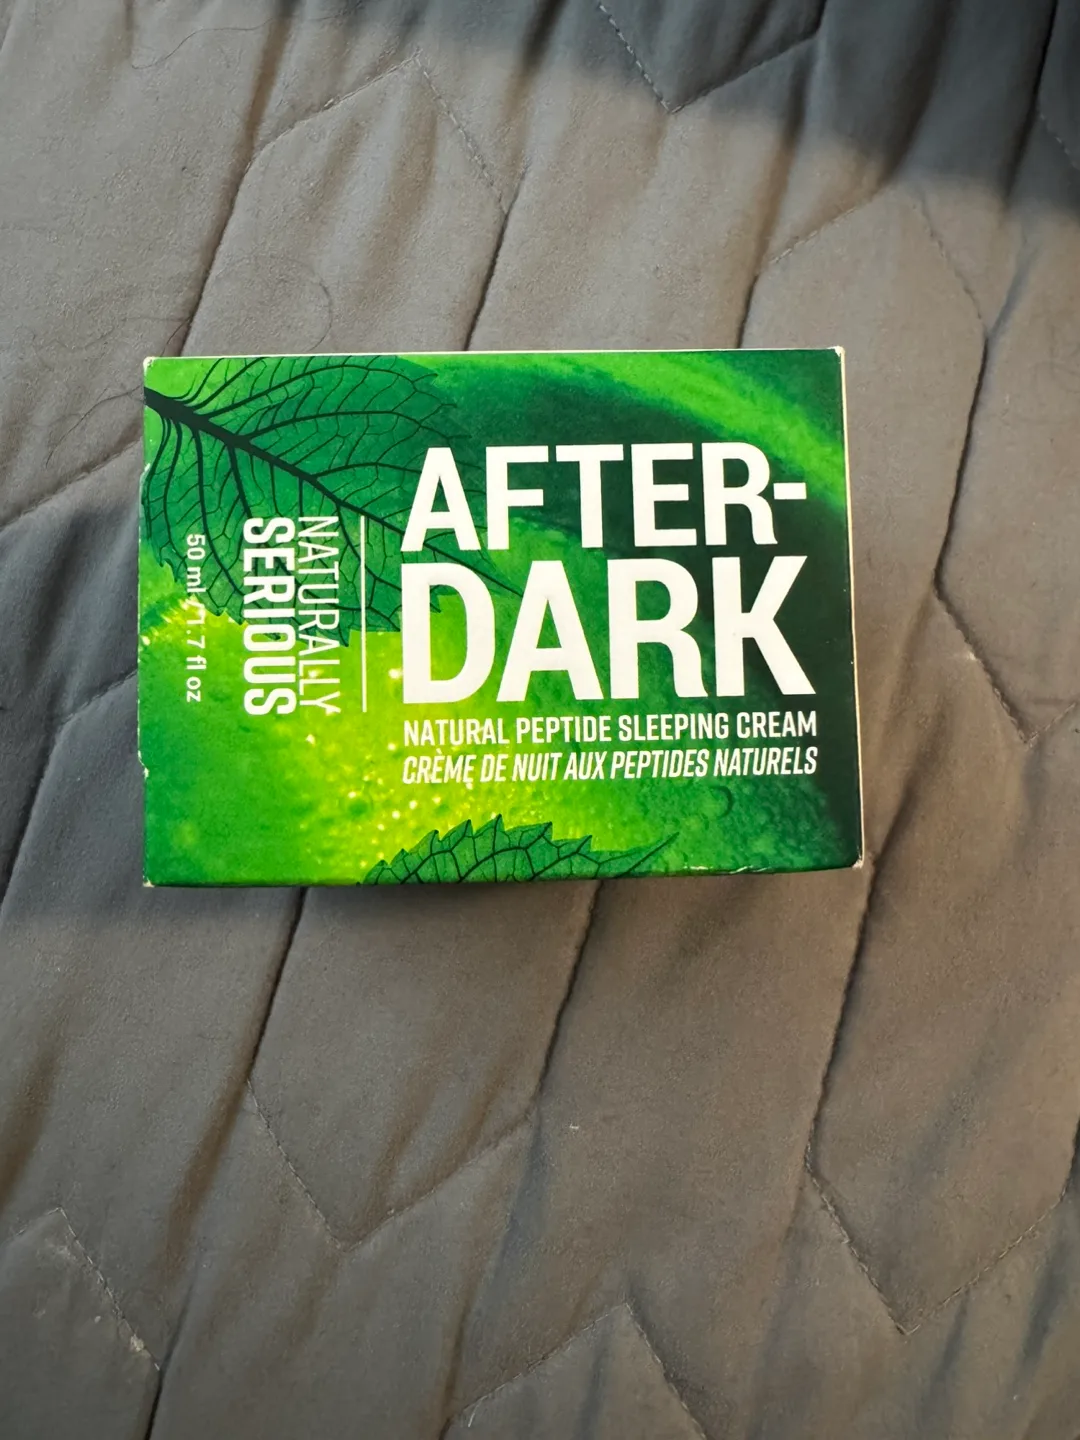 AFTER-
DARK
NATURAL PEPTIDE SLEEPING CREAM
CRÈME DE NUIT AUX PEPTIDES NATURELS
NATURALLY
SERIOUS
50 ml / 1.7 fl oz